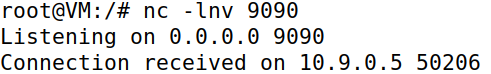 root@VM:/# nc -lnv 9090
Listening on 0.0.0.0 9090
Connection received on 10.9.0.5 50206